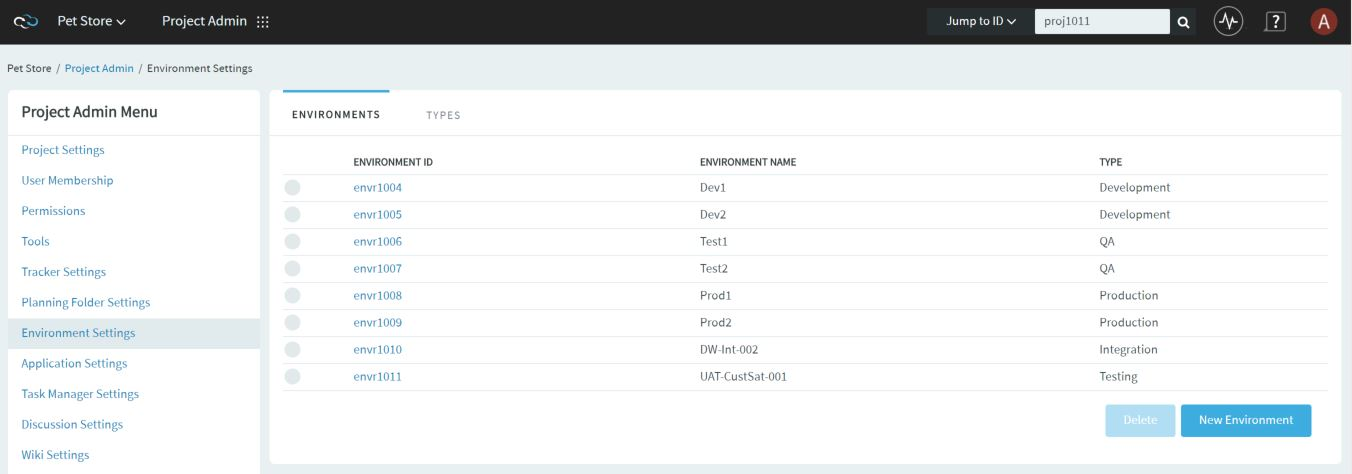 Pet Store Project Admin Jump to ID proj1011 ? A
Pet Store / Project Admin / Environment Settings
Project Admin Menu
Project Settings
User Membership
Permissions
Tools
Tracker Settings
Planning Folder Settings
Environment Settings
Application Settings
Task Manager Settings
Discussion Settings
Wiki Settings
ENVIRONMENTS TYPES
ENVIRONMENT ID ENVIRONMENT NAME TYPE
envr1004 Dev1 Development
envr1005 Dev2 Development
envr1006 Test1 QA
envr1007 Test2 QA
envr1008 Prod1 Production
envr1009 Prod2 Production
envr1010 DW-Int-002 Integration
envr1011 UAT-CustSat-001 Testing
Delete New Environment